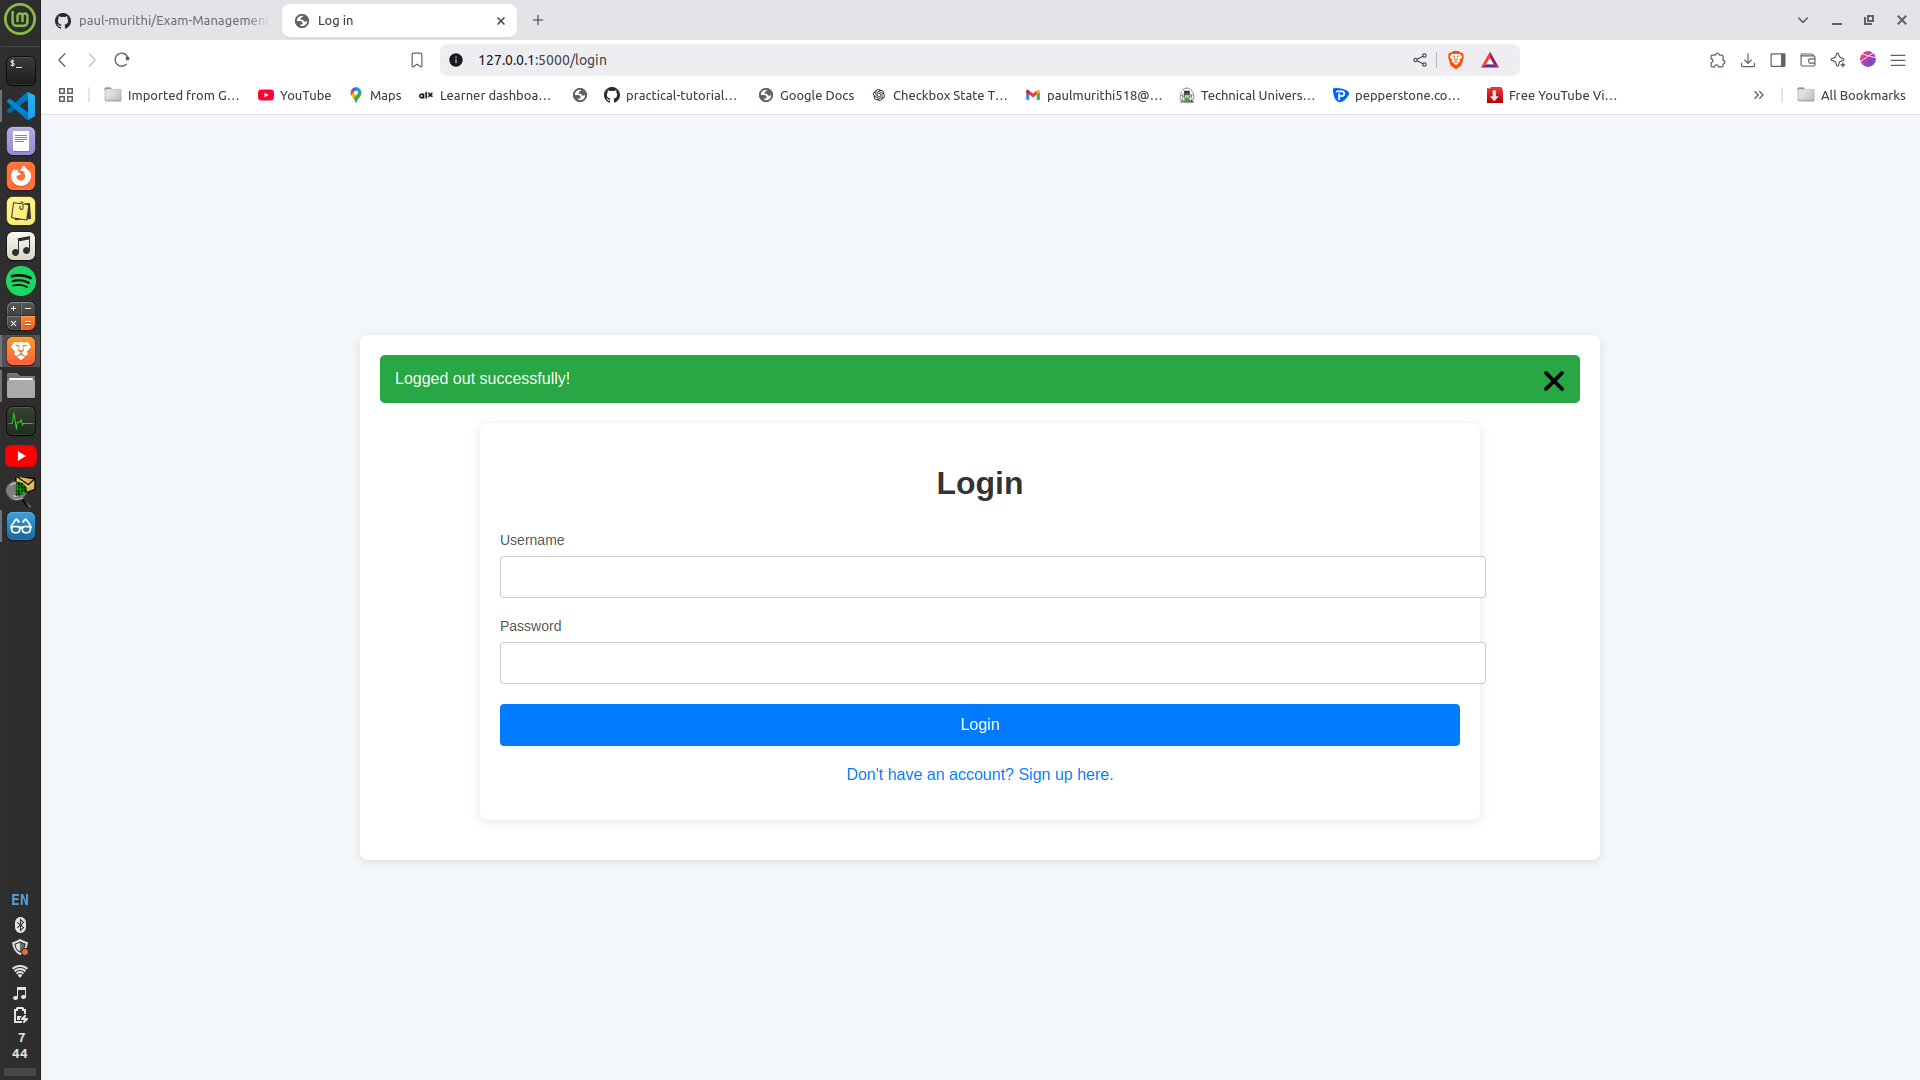 paul-murithi/Exam-Management
Log in
127.0.0.1:5000/login
Imported from G...
YouTube
Maps
alx
Learner dashboa...
practical-tutorial...
Google Docs
Checkbox State T...
paulmurithi518@...
Technical Univers...
pepperstone.co...
Free YouTube Vi...
All Bookmarks
Logged out successfully!
Login
Username
Password
Login
Don't have an account? Sign up here.
EN
7
44